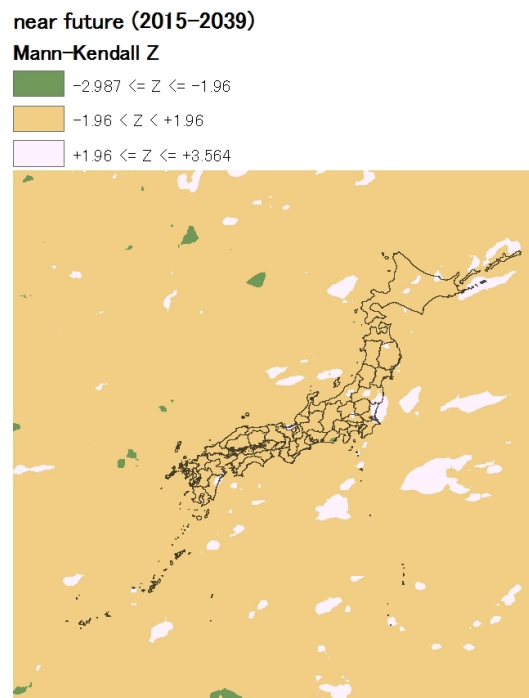 near future (2015-2039)
Mann-Kendall Z
-2.987 <= Z <= -1.96
-1.96 < Z < +1.96
+1.96 <= Z <= +3.564